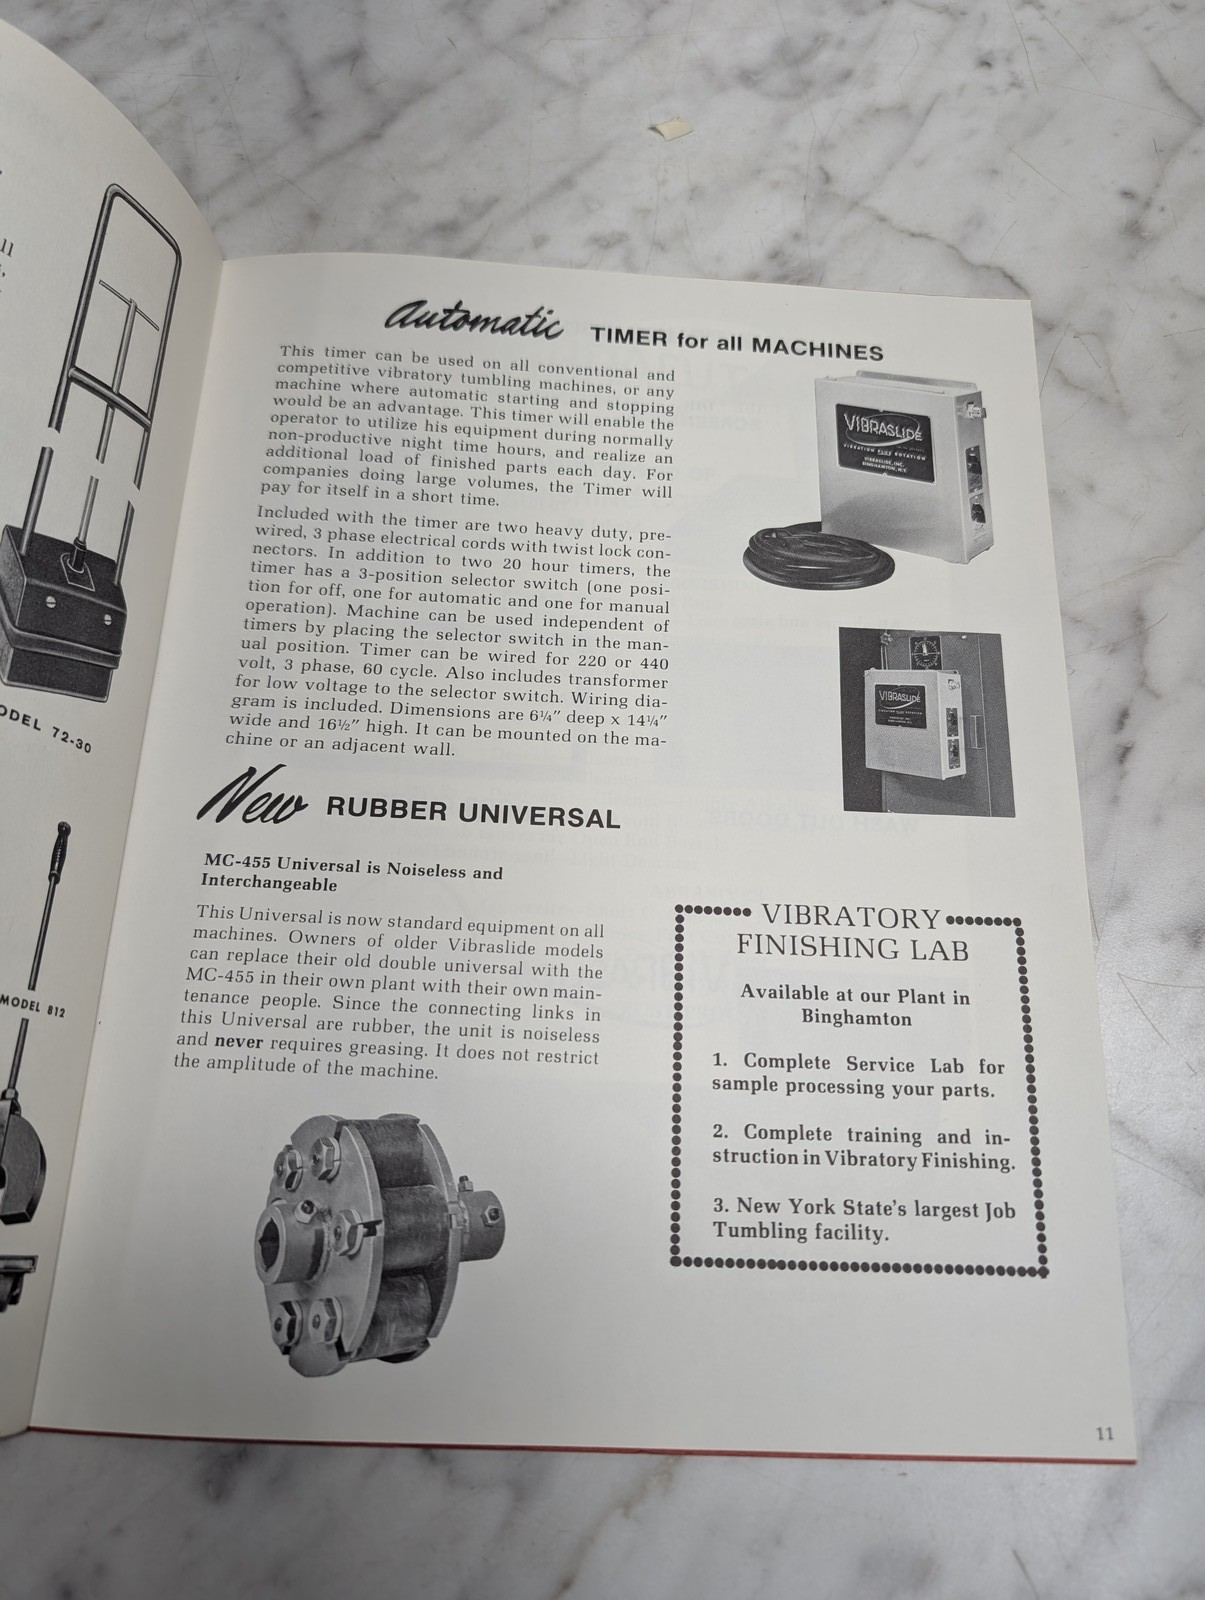 ll
MODEL 72-30
MODEL 812
Automatic TIMER for all MACHINES
This timer can be used on all conventional and
competitive vibratory tumbling machines, or any
machine where automatic starting and stopping
would be an advantage. This timer will enable the
operator to utilize his equipment during normally
non-productive night time hours, and realize an
additional load of finished parts each day. For
companies doing large volumes, the Timer will
pay for itself in a short time.
Included with the timer are two heavy duty, pre-
wired, 3 phase electrical cords with twist lock con-
nectors. In addition to two 20 hour timers, the
timer has a 3-position selector switch (one posi-
tion for off, one for automatic and one for manual
operation). Machine can be used independent of
timers by placing the selector switch in the man-
ual position. Timer can be wired for 220 or 440
volt, 3 phase, 60 cycle. Also includes transformer
for low voltage to the selector switch. Wiring dia-
gram is included. Dimensions are 6¼″ deep x 14¼″
wide and 16½″ high. It can be mounted on the ma-
chine or an adjacent wall.
VIBRASLIDE
VIBRATION PLUS ROTATION
VIBRASLIDE, INC.
BINGHAMTON, N.Y.
VIBRASLIDE
New RUBBER UNIVERSAL
MC-455 Universal is Noiseless and
Interchangeable
This Universal is now standard equipment on all
machines. Owners of older Vibraslide models
can replace their old double universal with the
MC-455 in their own plant with their own main-
tenance people. Since the connecting links in
this Universal are rubber, the unit is noiseless
and never requires greasing. It does not restrict
the amplitude of the machine.
VIBRATORY
FINISHING LAB
Available at our Plant in
Binghamton
1. Complete Service Lab for
sample processing your parts.
2. Complete training and in-
struction in Vibratory Finishing.
3. New York State's largest Job
Tumbling facility.
11